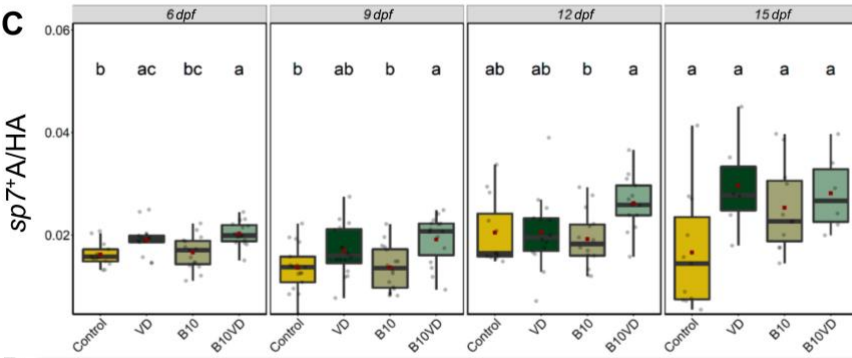 C
6 dpf 9 dpf 12 dpf 15 dpf
b ac bc a b ab b a ab ab b a a a a a
0.06
0.04
0.02
sp7⁺A/HA
Control VD B10 B10VD Control VD B10 B10VD Control VD B10 B10VD Control VD B10 B10VD